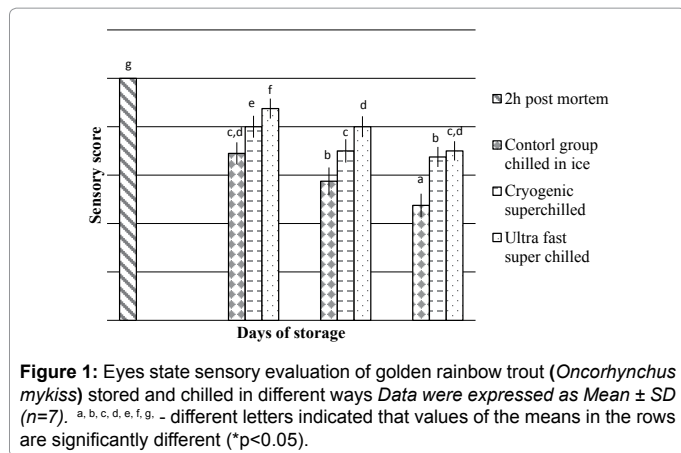 g
f
e
d
c,d
c
c,d
b
b
a
Sensory score
Days of storage
2h post mortem
Contorl group
chilled in ice
Cryogenic
superchilled
Ultra fast
super chilled
Figure 1: Eyes state sensory evaluation of golden rainbow trout (Oncorhynchus
mykiss) stored and chilled in different ways Data were expressed as Mean ± SD
(n=7). a, b, c, d, e, f, g, - different letters indicated that values of the means in the rows
are significantly different (*p<0.05).